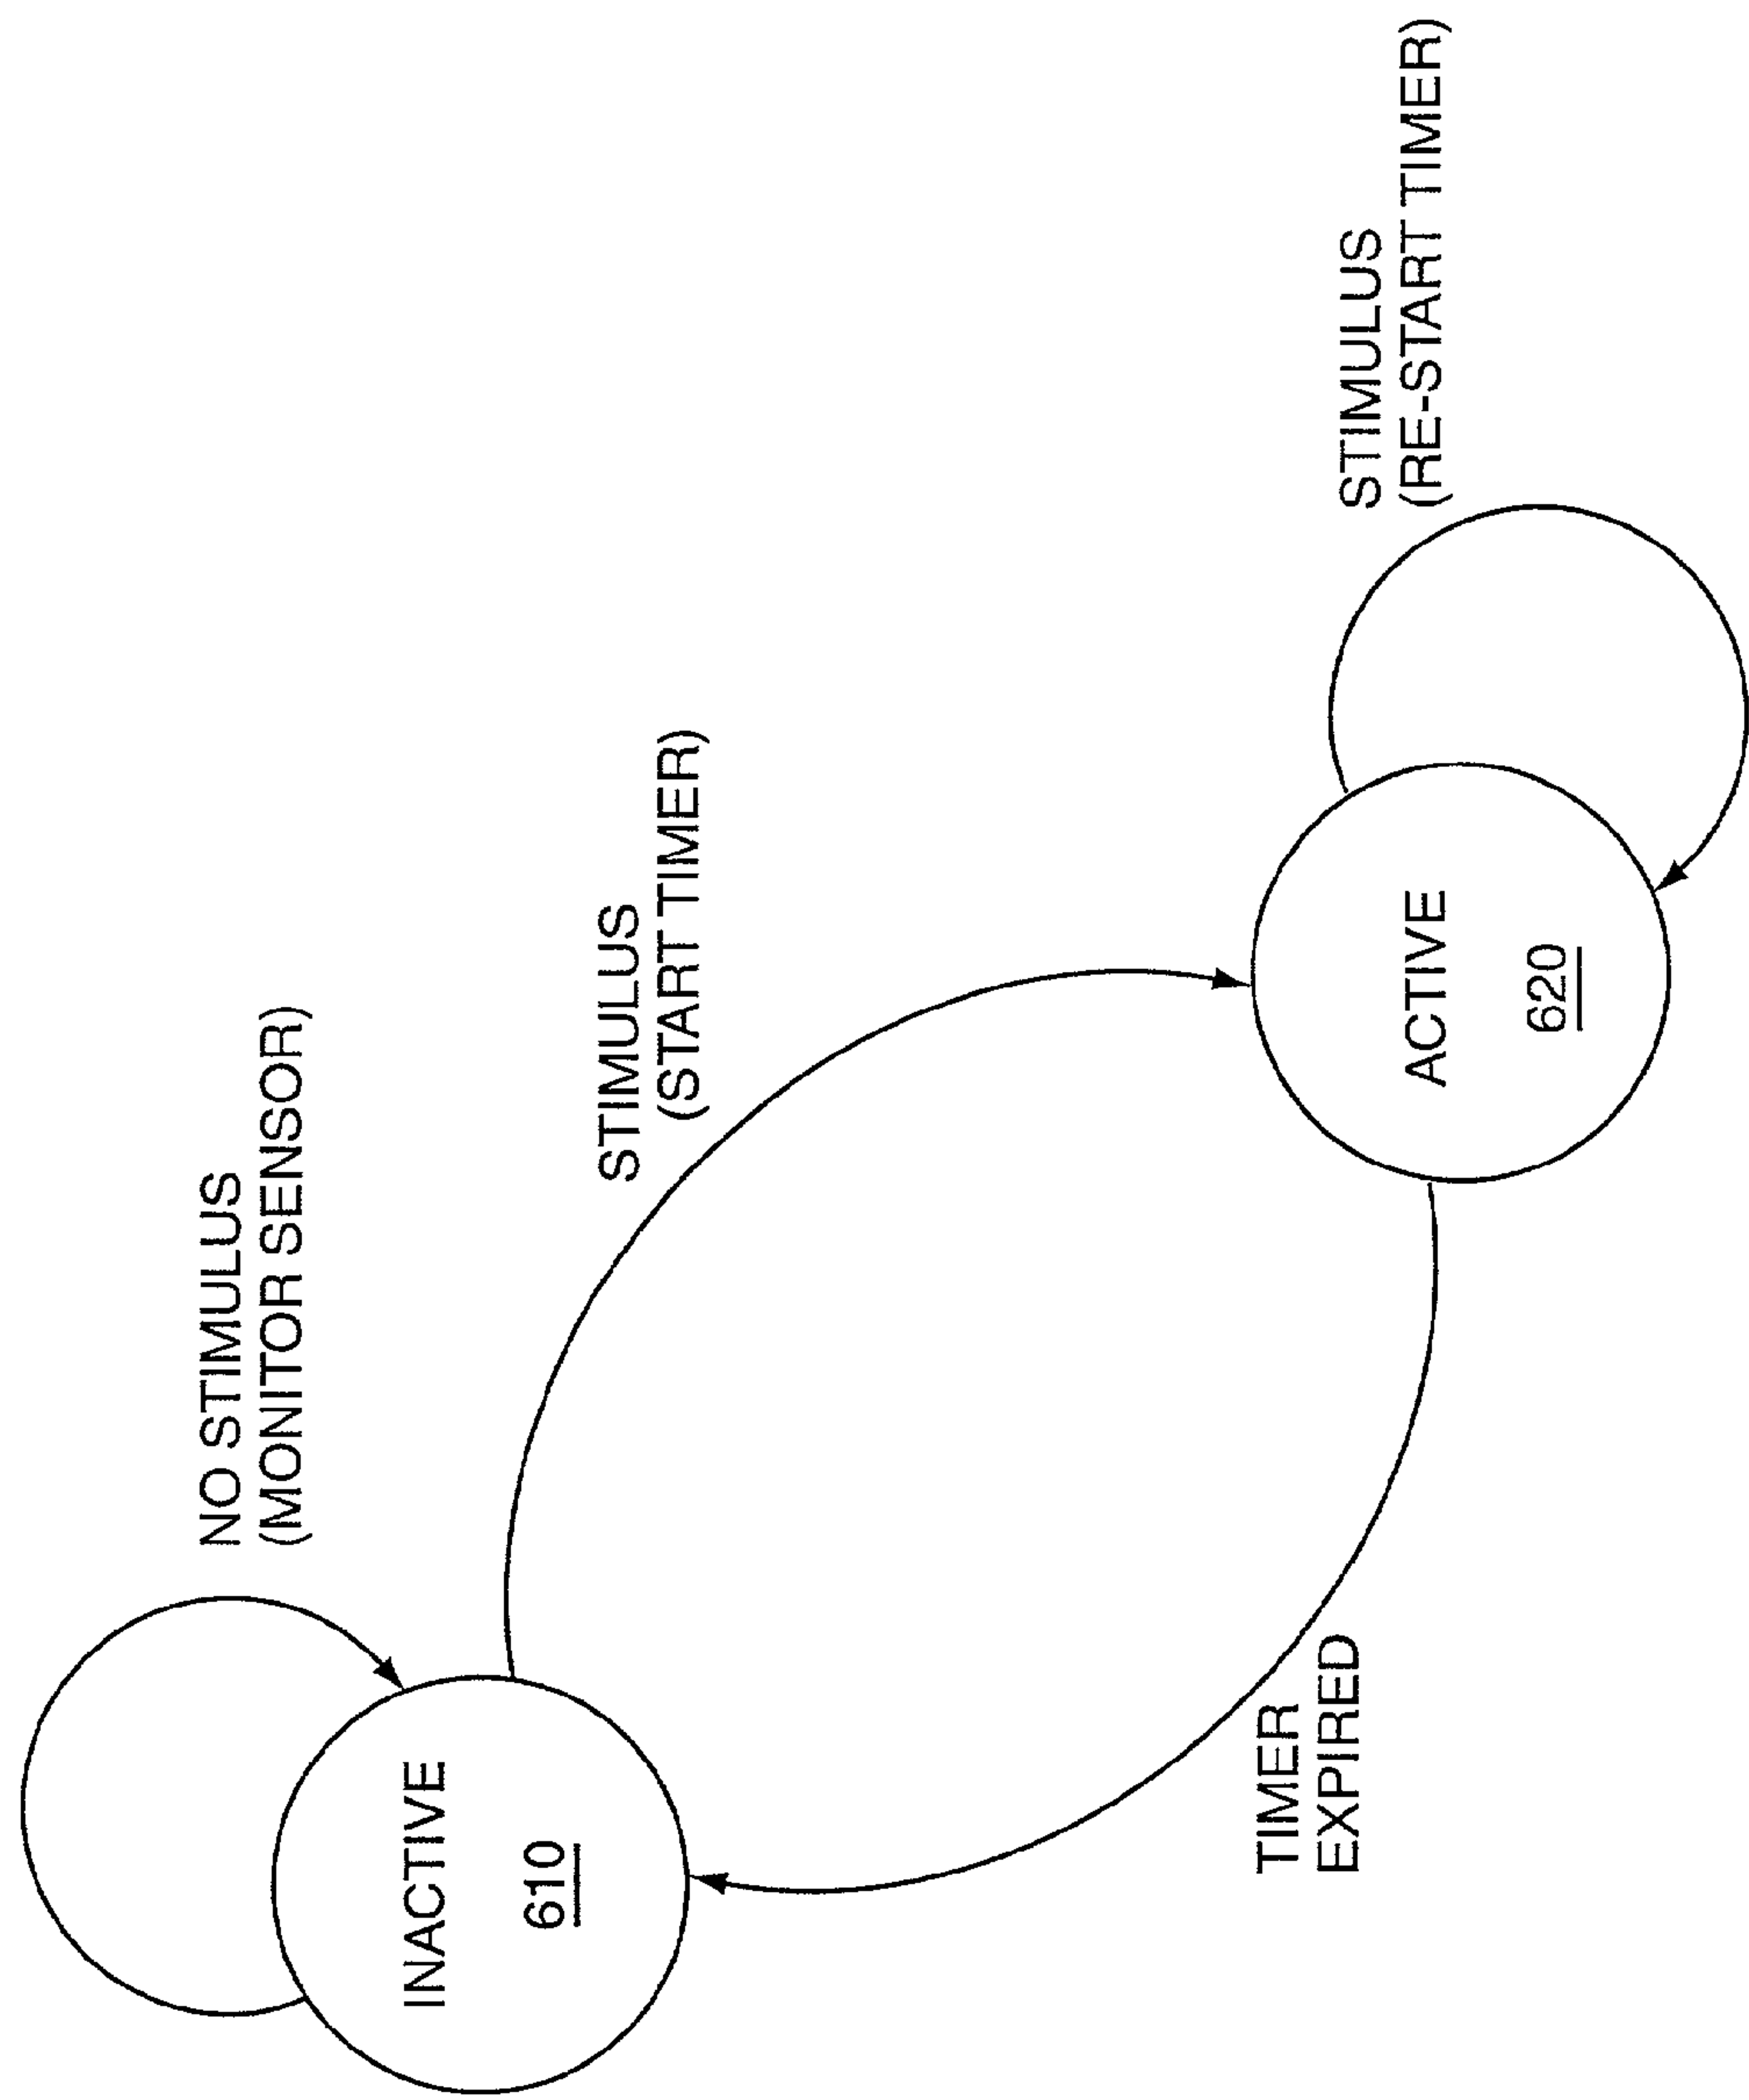 NO STIMULUS
(MONITOR SENSOR)
INACTIVE
610
STIMULUS
(START TIMER)
TIMER
EXPIRED
ACTIVE
620
STIMULUS
(RE-START TIMER)